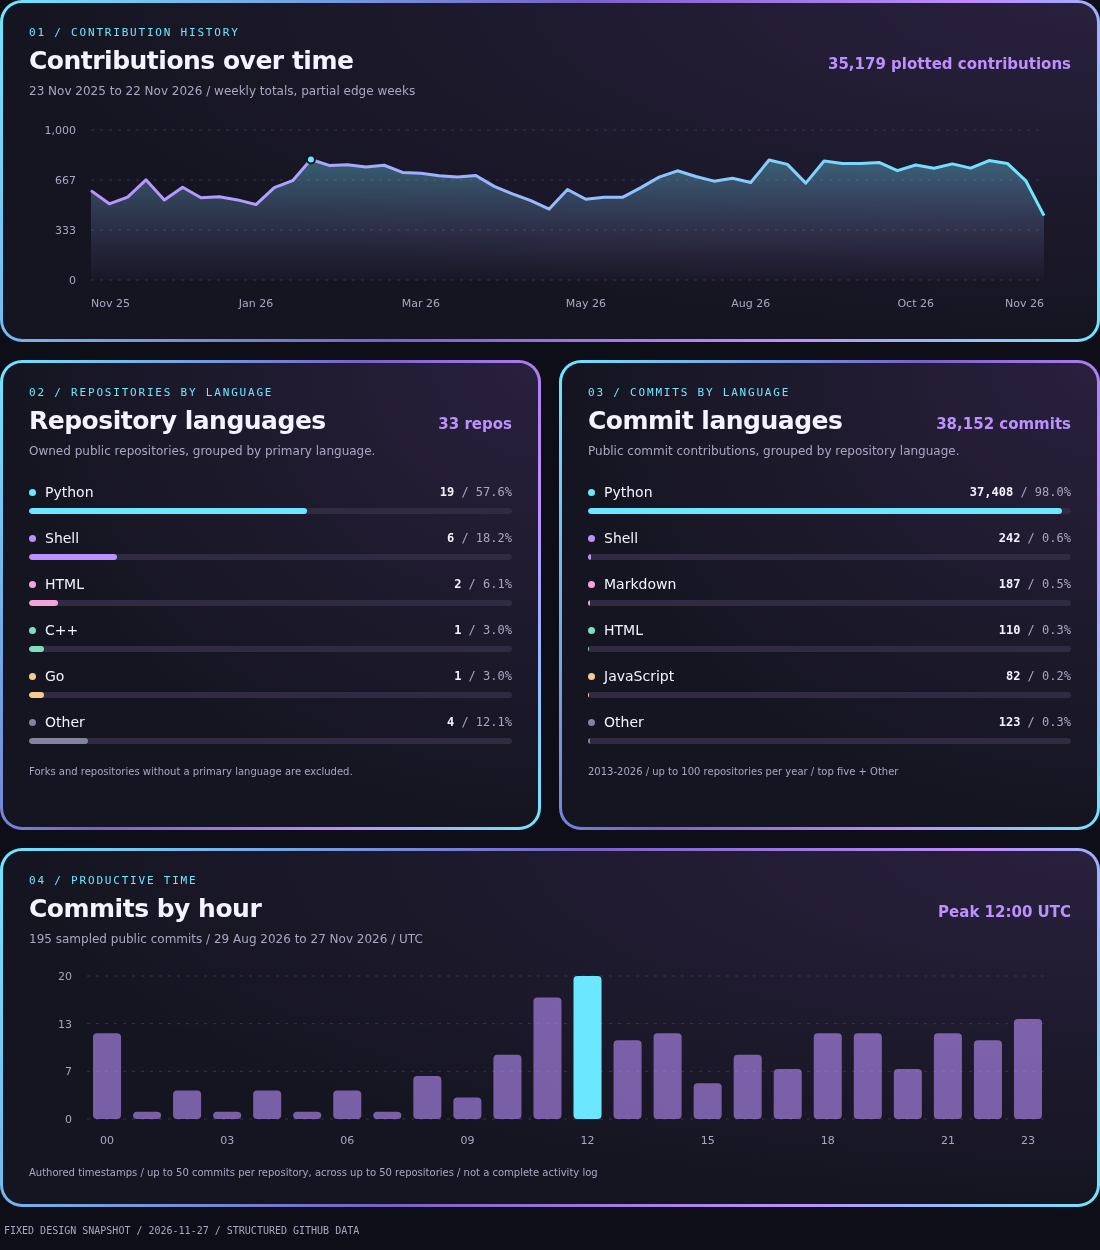 01 / CONTRIBUTION HISTORY
Contributions over time
35,179 plotted contributions
23 Nov 2025 to 22 Nov 2026 / weekly totals, partial edge weeks
1,000
667
333
0
Nov 25 Jan 26 Mar 26 May 26 Aug 26 Oct 26 Nov 26
02 / REPOSITORIES BY LANGUAGE
Repository languages
33 repos
Owned public repositories, grouped by primary language.
Python 19 / 57.6%
Shell 6 / 18.2%
HTML 2 / 6.1%
C++ 1 / 3.0%
Go 1 / 3.0%
Other 4 / 12.1%
Forks and repositories without a primary language are excluded.
03 / COMMITS BY LANGUAGE
Commit languages
38,152 commits
Public commit contributions, grouped by repository language.
Python 37,408 / 98.0%
Shell 242 / 0.6%
Markdown 187 / 0.5%
HTML 110 / 0.3%
JavaScript 82 / 0.2%
Other 123 / 0.3%
2013-2026 / up to 100 repositories per year / top five + Other
04 / PRODUCTIVE TIME
Commits by hour
Peak 12:00 UTC
195 sampled public commits / 29 Aug 2026 to 27 Nov 2026 / UTC
20
13
7
0
00 03 06 09 12 15 18 21 23
Authored timestamps / up to 50 commits per repository, across up to 50 repositories / not a complete activity log
FIXED DESIGN SNAPSHOT / 2026-11-27 / STRUCTURED GITHUB DATA